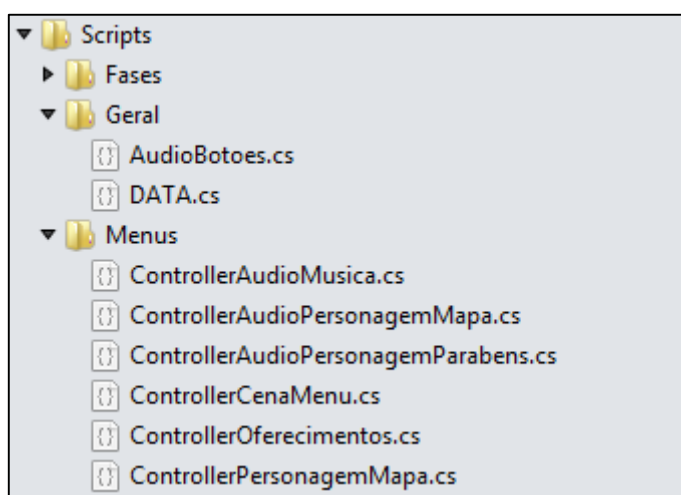 Scripts
Fases
Geral
AudioBotoes.cs
DATA.cs
Menus
ControllerAudioMusica.cs
ControllerAudioPersonagemMapa.cs
ControllerAudioPersonagemParabens.cs
ControllerCenaMenu.cs
ControllerOferecimentos.cs
ControllerPersonagemMapa.cs